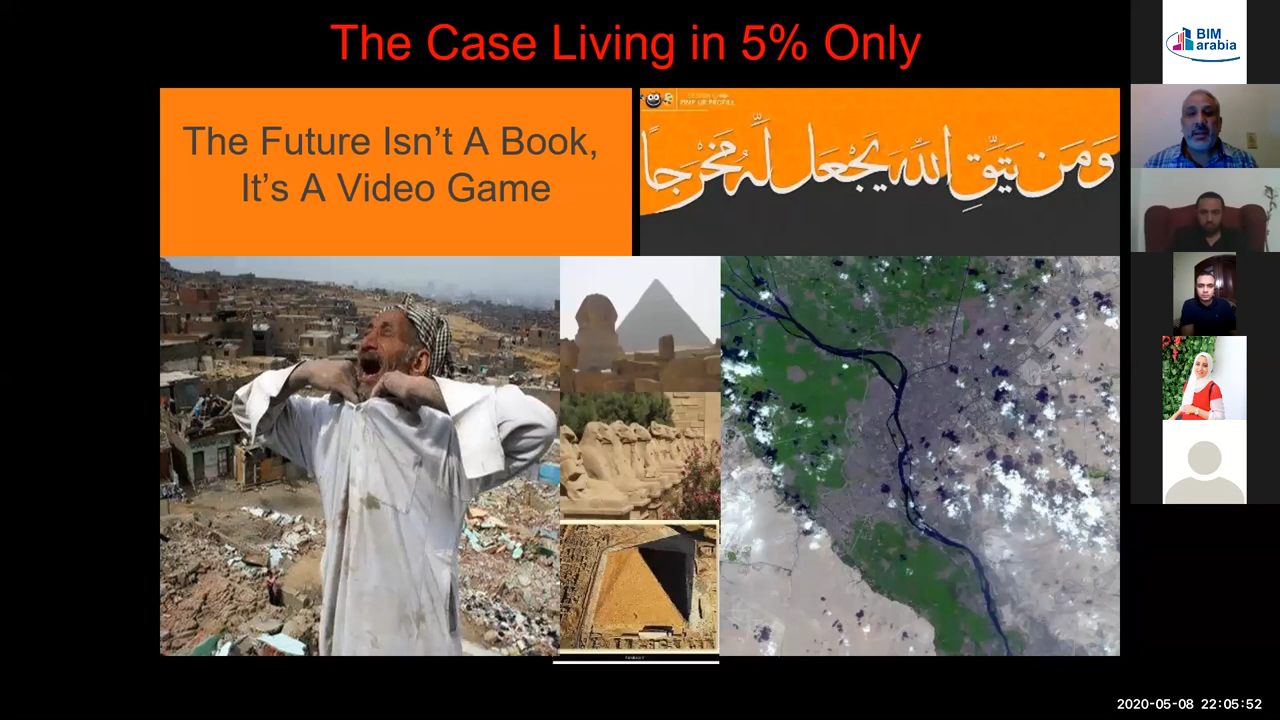 The Case Living in 5% Only
BIM
arabia
The Future Isn't A Book,
It's A Video Game
وَمَن يَتَّقِ اللَّهَ يَجْعَل لَّهُ مَخْرَجًا
2020-05-08 22:05:52